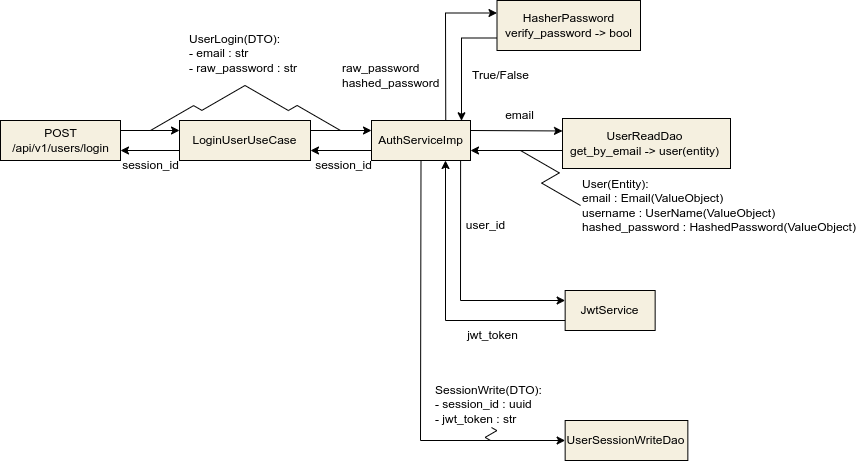 HasherPassword
verify_password -> bool
UserLogin(DTO):
- email : str
- raw_password : str
raw_password
hashed_password
True/False
email
POST
/api/v1/users/login
LoginUserUseCase
AuthServiceImp
UserReadDao
get_by_email -> user(entity)
session_id
session_id
User(Entity):
email : Email(ValueObject)
username : UserName(ValueObject)
hashed_password : HashedPassword(ValueObject)
user_id
JwtService
jwt_token
SessionWrite(DTO):
- session_id : uuid
- jwt_token : str
UserSessionWriteDao